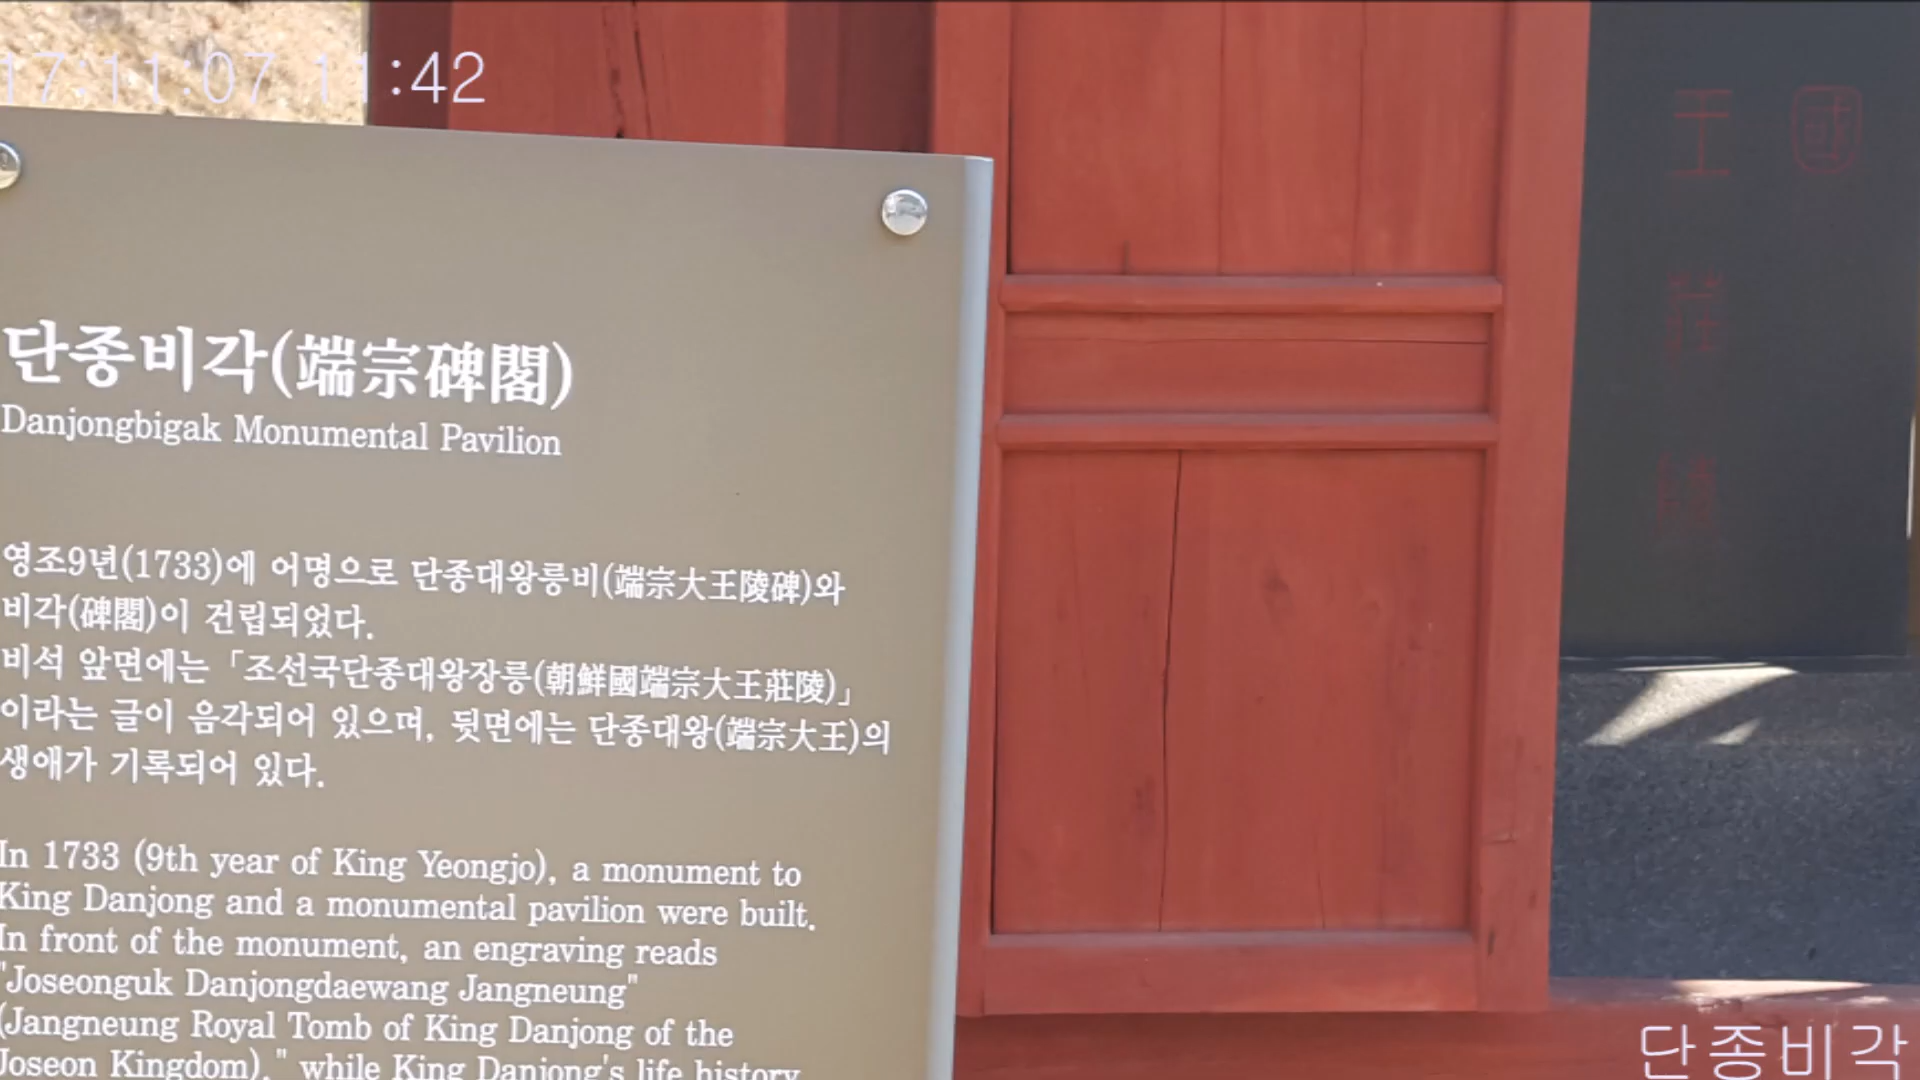 17:11:07 11:42
단종비각(端宗碑閣)
Danjongbigak Monumental Pavilion
영조9년(1733)에 어명으로 단종대왕릉비(端宗大王陵碑)와
비각(碑閣)이 건립되었다.
비석 앞면에는「조선국단종대왕장릉(朝鮮國端宗大王莊陵)」
이라는 글이 음각되어 있으며, 뒷면에는 단종대왕(端宗大王)의
생애가 기록되어 있다.
In 1733 (9th year of King Yeongjo), a monument to
King Danjong and a monumental pavilion were built.
In front of the monument, an engraving reads
"Joseonguk Danjongdaewang Jangneung"
(Jangneung Royal Tomb of King Danjong of the
Joseon Kingdom)," while King Danjong's life history
國
王
莊
陵
단종비각